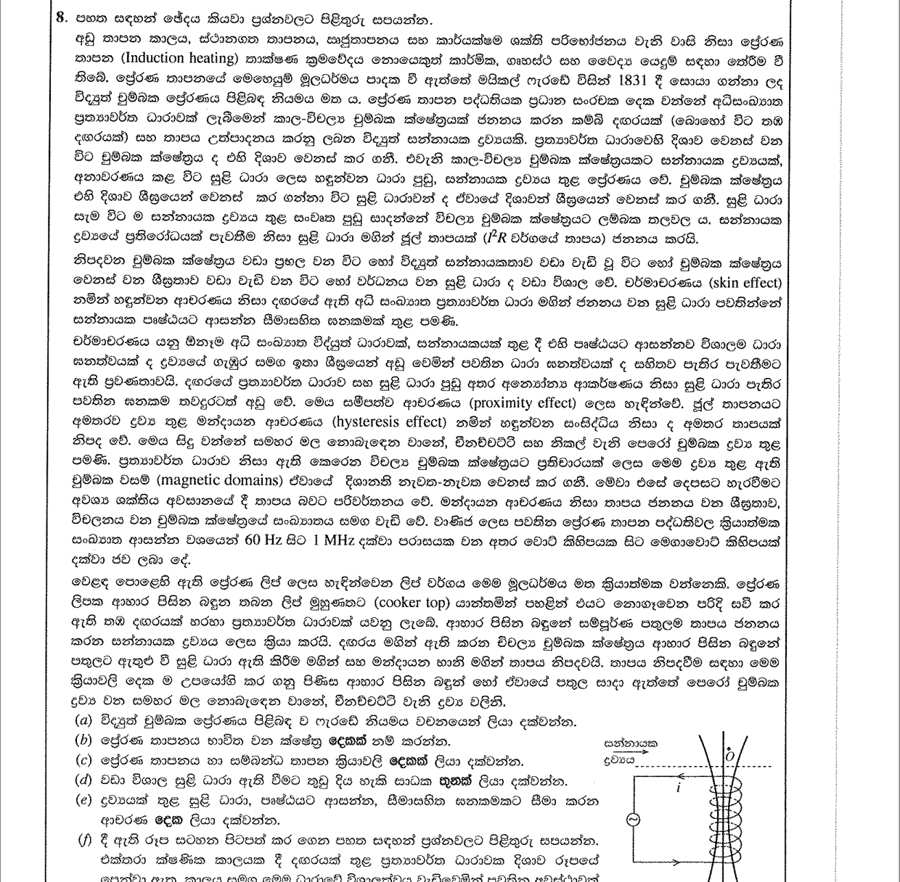 8. පහත සඳහන් ඡේදය කියවා ප්‍රශ්නවලට පිළිතුරු සපයන්න.
අඩු තාපන කාලය, ස්ථානගත තාපනය, ඍජුතාපනය සහ කාර්යක්ෂම ශක්ති පරිභෝජනය වැනි වාසි නිසා ප්‍රේරණ
තාපන (Induction heating) තාක්ෂණ ක්‍රමවේදය නොයෙකුත් කාර්මික, ගෘහස්ථ සහ වෛද්‍ය යෙදුම් සඳහා තේරීම වී
තිබේ. ප්‍රේරණ තාපනයේ මෙහෙයුම් මූලධර්මය පාදක වී ඇත්තේ මයිකල් ෆැරඩේ විසින් 1831 දී සොයා ගන්නා ලද
විද්‍යුත් චුම්බක ප්‍රේරණය පිළිබඳ නියමය මත ය. ප්‍රේරණ තාපන පද්ධතියක ප්‍රධාන සංරචක දෙක වන්නේ අධිසංඛ්‍යාත
ප්‍රත්‍යාවර්ත ධාරාවක් ලැබීමෙන් කාල-විචල්‍ය චුම්බක ක්ෂේත්‍රයක් ජනනය කරන කම්බි දඟරයක් (බොහෝ විට තඹ
දඟරයක්) සහ තාපය උත්පාදනය කරනු ලබන විද්‍යුත් සන්නායක ද්‍රව්‍යයකි. ප්‍රත්‍යාවර්ත ධාරාවෙහි දිශාව වෙනස් වන
විට චුම්බක ක්ෂේත්‍රය ද එහි දිශාව වෙනස් කර ගනී. එවැනි කාල-විචල්‍ය චුම්බක ක්ෂේත්‍රයකට සන්නායක ද්‍රව්‍යයක්,
අනාවරණය කළ විට සුළි ධාරා ලෙස හඳුන්වන ධාරා පුඩු, සන්නායක ද්‍රව්‍යය තුළ ප්‍රේරණය වේ. චුම්බක ක්ෂේත්‍රය
එහි දිශාව ශීඝ්‍රයෙන් වෙනස් කර ගන්නා විට සුළි ධාරාවන් ද ඒවායේ දිශාවන් ශීඝ්‍රයෙන් වෙනස් කර ගනී. සුළි ධාරා
සැම විට ම සන්නායක ද්‍රව්‍යය තුළ සංවෘත පුඩු සාදන්නේ විචල්‍ය චුම්බක ක්ෂේත්‍රයට ලම්බක තලවල ය. සන්නායක
ද්‍රව්‍යයේ ප්‍රතිරෝධයක් පැවතීම නිසා සුළි ධාරා මගින් ජූල් තාපයක් (I²R වර්ගයේ තාපය) ජනනය කරයි.
නිපදවන චුම්බක ක්ෂේත්‍රය වඩා ප්‍රබල වන විට හෝ විද්‍යුත් සන්නායකතාව වඩා වැඩි වූ විට හෝ චුම්බක ක්ෂේත්‍රය
වෙනස් වන ශීඝ්‍රතාව වඩා වැඩි වන විට හෝ වර්ධනය වන සුළි ධාරා ද වඩා විශාල වේ. චර්මාචරණය (skin effect)
නමින් හඳුන්වන ආචරණය නිසා දඟරයේ ඇති අධි සංඛ්‍යාත ප්‍රත්‍යාවර්ත ධාරා මගින් ජනනය වන සුළි ධාරා පවතින්නේ
සන්නායක පෘෂ්ඨයට ආසන්න සීමාසහිත ඝනකමක් තුළ පමණි.
චර්මාචරණය යනු ඕනෑම අධි සංඛ්‍යාත විද්යුත් ධාරාවක්, සන්නායකයක් තුළ දී එහි පෘෂ්ඨයට ආසන්නව විශාලම ධාරා
ඝනත්වයක් ද ද්‍රව්‍යයේ ගැඹුර සමග ඉතා ශීඝ්‍රයෙන් අඩු වෙමින් පවතින ධාරා ඝනත්වයක් ද සහිතව පැතිර පැවතීමට
ඇති ප්‍රවණතාවයි. දඟරයේ ප්‍රත්‍යාවර්ත ධාරාව සහ සුළි ධාරා පුඩු අතර අන්‍යෝන්‍ය ආකර්ෂණය නිසා සුළි ධාරා පැතිර
පවතින ඝනකම තවදුරටත් අඩු වේ. මෙය සමීපත්ව ආචරණය (proximity effect) ලෙස හැඳින්වේ. ජූල් තාපනයට
අමතරව ද්‍රව්‍ය තුළ මන්දායන ආචරණය (hysteresis effect) නමින් හඳුන්වන සංසිද්ධිය නිසා ද අමතර තාපයක්
නිපද වේ. මෙය සිදු වන්නේ සමහර මල නොබැඳෙන වානේ, චීනච්චට්ටි සහ නිකල් වැනි පෙරෝ චුම්බක ද්‍රව්‍ය තුළ
පමණි. ප්‍රත්‍යාවර්ත ධාරාව නිසා ඇති කෙරෙන විචල්‍ය චුම්බක ක්ෂේත්‍රයට ප්‍රතිචාරයක් ලෙස මෙම ද්‍රව්‍ය තුළ ඇති
චුම්බක වසම් (magnetic domains) ඒවායේ දිශානති නැවත-නැවත වෙනස් කර ගනී. මේවා එසේ දෙපසට හැරවීමට
අවශ්‍ය ශක්තිය අවසානයේ දී තාපය බවට පරිවර්තනය වේ. මන්දායන ආචරණය නිසා තාපය ජනනය වන ශීඝ්‍රතාව,
විචලනය වන චුම්බක ක්ෂේත්‍රයේ සංඛ්‍යාතය සමග වැඩි වේ. වාණිජ ලෙස පවතින ප්‍රේරණ තාපන පද්ධතිවල ක්‍රියාත්මක
සංඛ්‍යාත ආසන්න වශයෙන් 60 Hz සිට 1 MHz දක්වා පරාසයක වන අතර වොට් කිහිපයක සිට මෙගාවොට් කිහිපයක්
දක්වා ජව ලබා දේ.
වෙළඳ පොළෙහි ඇති ප්‍රේරණ ලිප් ලෙස හැඳින්වෙන ලිප් වර්ගය මෙම මූලධර්මය මත ක්‍රියාත්මක වන්නෙකි. ප්‍රේරණ
ලිපක ආහාර පිසින බඳුන තබන ලිප් මුහුණතට (cooker top) යාන්තමින් පහළින් එයට නොගෑවෙන පරිදි සවි කර
ඇති තඹ දඟරයක් හරහා ප්‍රත්‍යාවර්ත ධාරාවක් යවනු ලැබේ. ආහාර පිසින බඳුනේ සම්පූර්ණ පතුලම තාපය ජනනය
කරන සන්නායක ද්‍රව්‍යය ලෙස ක්‍රියා කරයි. දඟරය මගින් ඇති කරන විචල්‍ය චුම්බක ක්ෂේත්‍රය ආහාර පිසින බඳුනේ
පතුලට ඇතුළු වී සුළි ධාරා ඇති කිරීම මගින් සහ මන්දායන හානි මගින් තාපය නිපදවයි. තාපය නිපදවීම සඳහා මෙම
ක්‍රියාවලි දෙක ම උපයෝගී කර ගනු පිණිස ආහාර පිසින බඳුන් හෝ ඒවායේ පතුල සාදා ඇත්තේ පෙරෝ චුම්බක
ද්‍රව්‍ය වන සමහර මල නොබැඳෙන වානේ, චීනච්චට්ටි වැනි ද්‍රව්‍ය වලිනි.
(a) විද්‍යුත් චුම්බක ප්‍රේරණය පිළිබඳ ව ෆැරඩේ නියමය වචනයෙන් ලියා දක්වන්න.
(b) ප්‍රේරණ තාපනය භාවිත වන ක්ෂේත්‍ර දෙකක් නම් කරන්න.
(c) ප්‍රේරණ තාපනය හා සම්බන්ධ තාපන ක්‍රියාවලි දෙකක් ලියා දක්වන්න.
(d) වඩා විශාල සුළි ධාරා ඇති වීමට තුඩු දිය හැකි සාධක තුනක් ලියා දක්වන්න.
(e) ද්‍රව්‍යයක් තුළ සුළි ධාරා, පෘෂ්ඨයට ආසන්න, සීමාසහිත ඝනකමකට සීමා කරන
ආචරණ දෙක ලියා දක්වන්න.
(f) දී ඇති රූප සටහන පිටපත් කර ගෙන පහත සඳහන් ප්‍රශ්නවලට පිළිතුරු සපයන්න.
එක්තරා ක්ෂණික කාලයක දී දඟරයක් තුළ ප්‍රත්‍යාවර්ත ධාරාවක දිශාව රූපයේ
පෙන්වා ඇත. කාලය සමග මෙම ධාරාවේ විශාලත්වය වැඩිවෙමින් පවතින අවස්ථාවක්
සන්නායක
ද්‍රව්‍යය
O
i